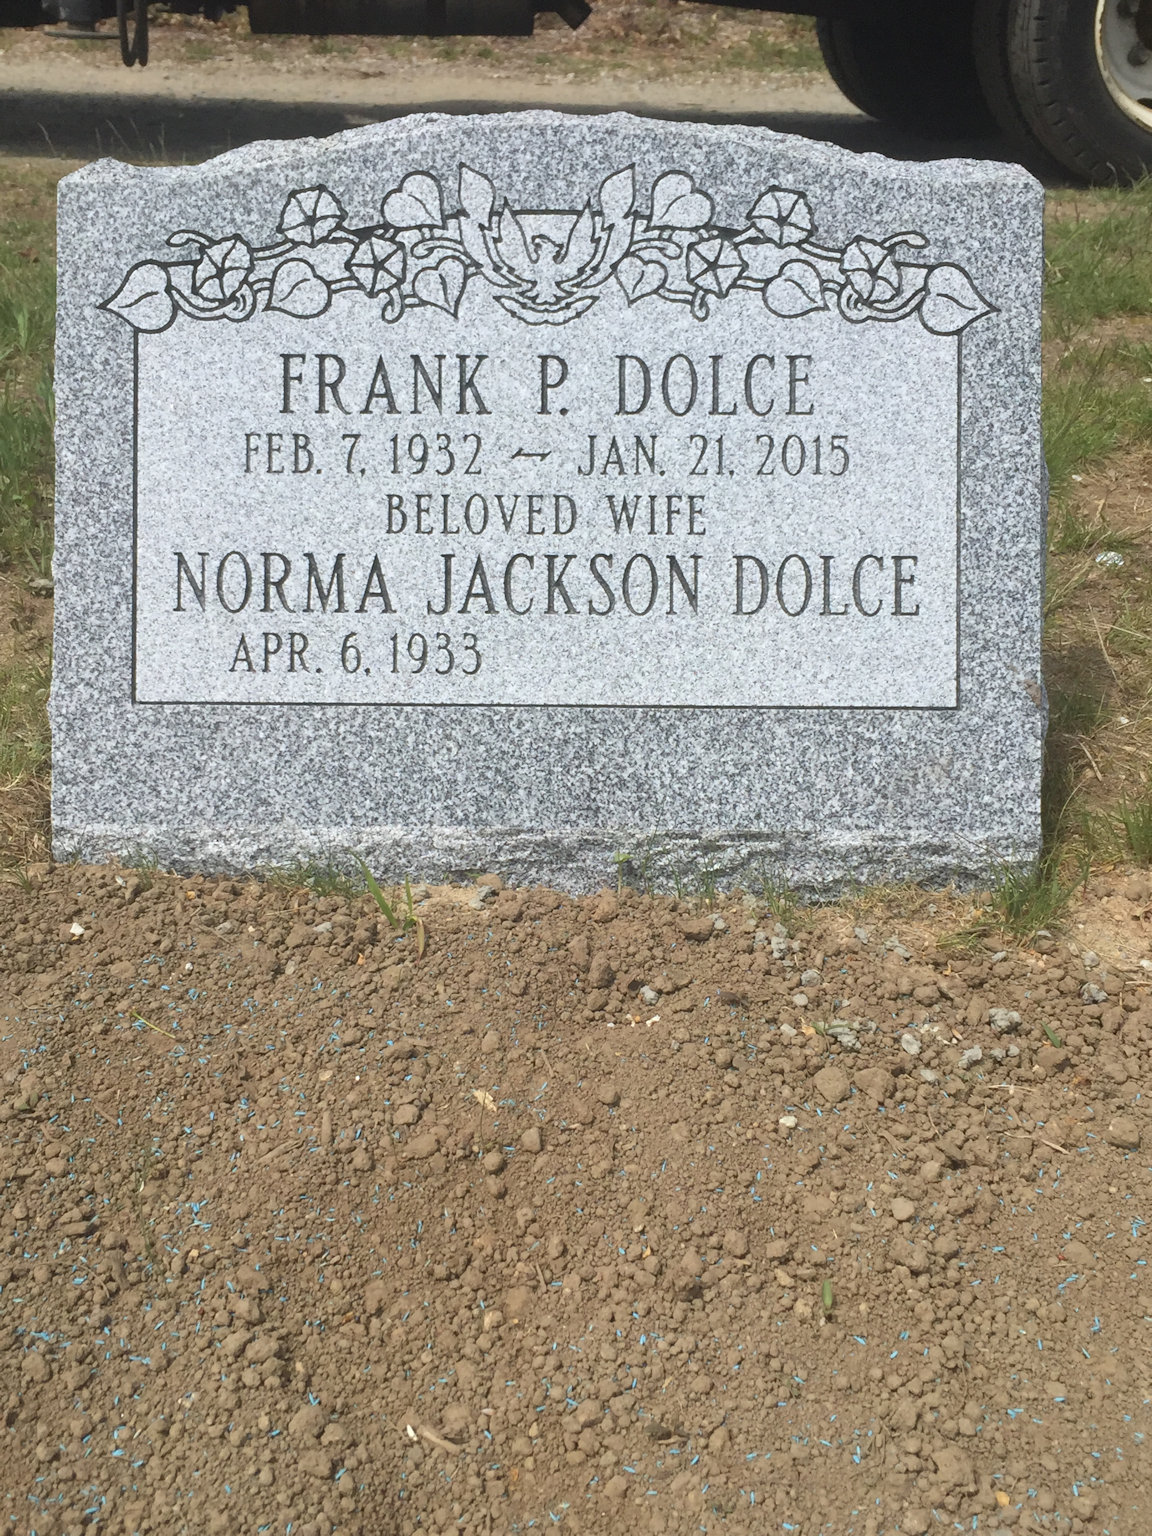 FRANK P. DOLCE
FEB. 7, 1932 ~ JAN. 21, 2015
BELOVED WIFE
NORMA JACKSON DOLCE
APR. 6, 1933